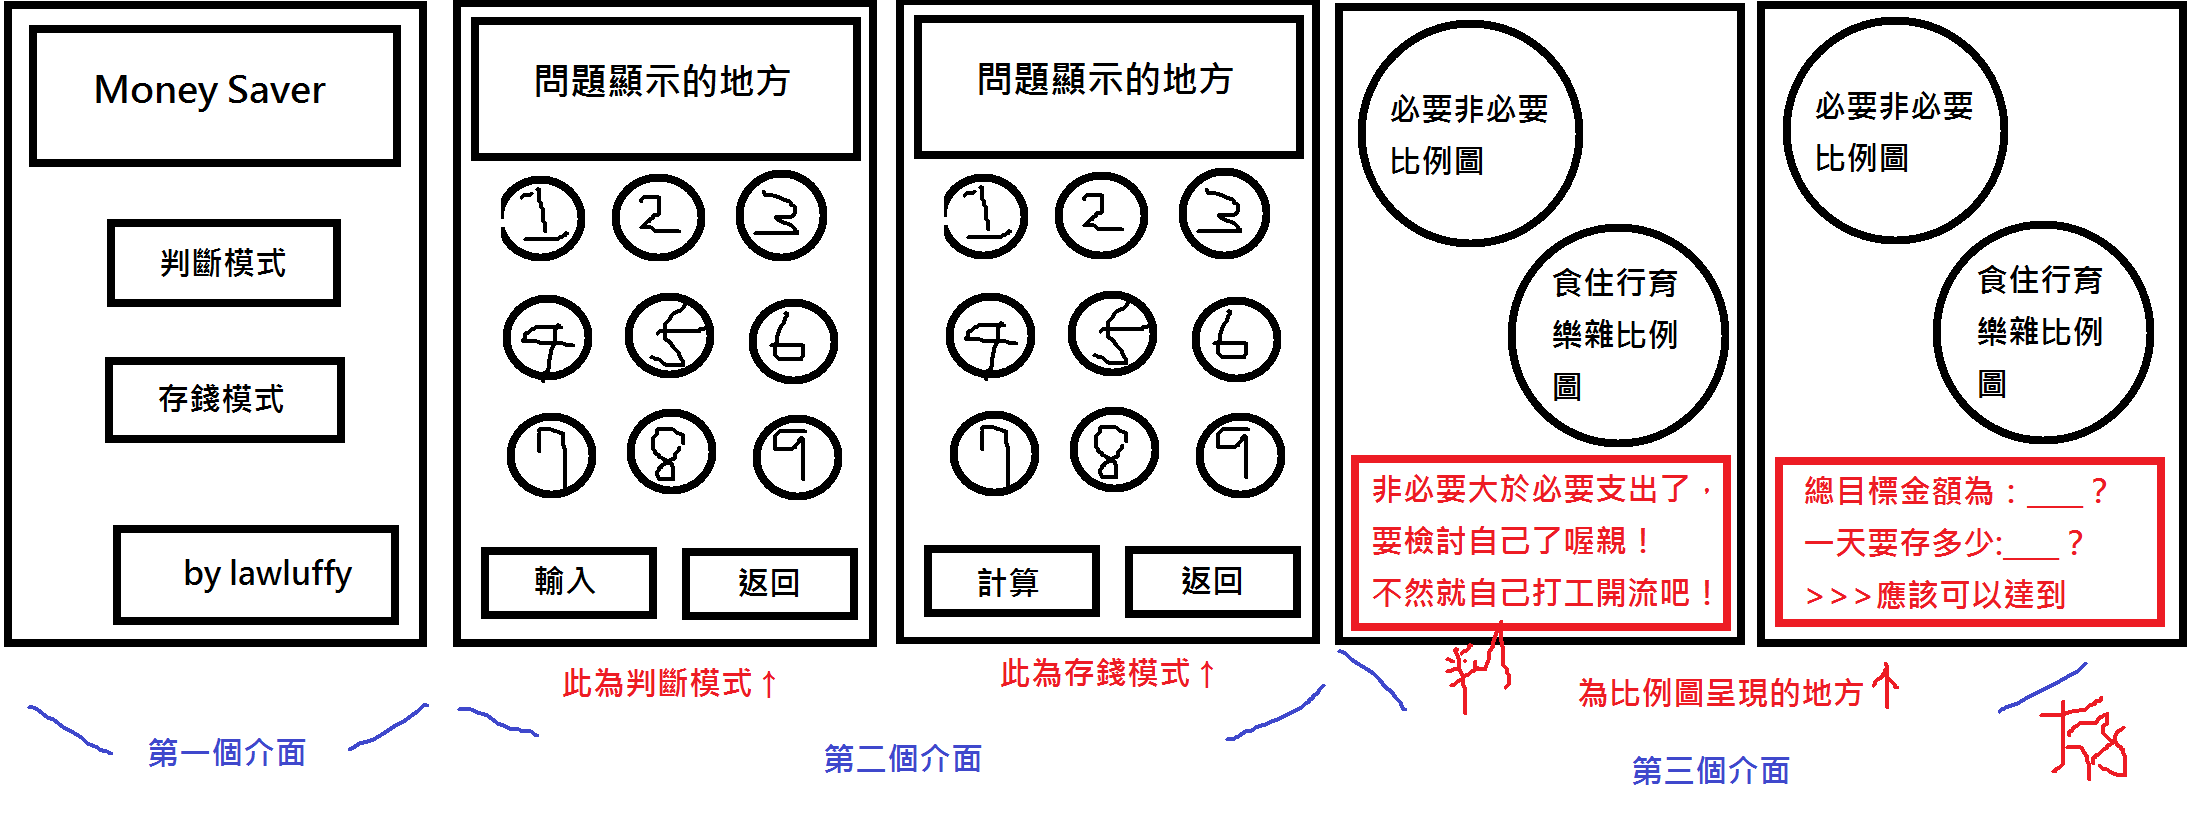 Money Saver
判斷模式
存錢模式
by lawluffy
第一個介面
問題顯示的地方
1 2 3
4 5 6
7 8 9
輸入 返回
此為判斷模式↑
問題顯示的地方
1 2 3
4 5 6
7 8 9
計算 返回
此為存錢模式↑
第二個介面
必要非必要
比例圖
食住行育
樂雜比例
圖
非必要大於必要支出了，
要檢討自己了喔親！
不然就自己打工開流吧！
必要非必要
比例圖
食住行育
樂雜比例
圖
總目標金額為：____？
一天要存多少:____？
>>>應該可以達到
為比例圖呈現的地方
第三個介面